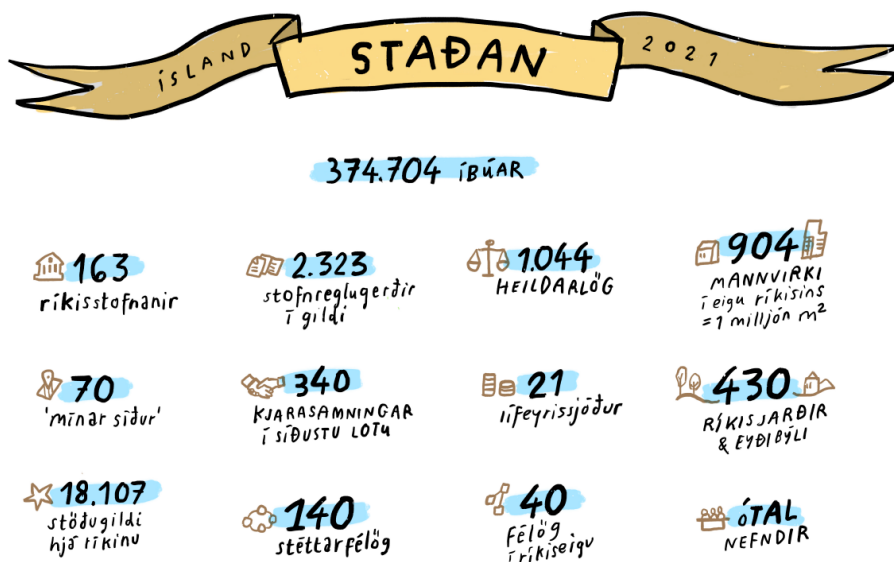 ÍSLAND STAÐAN 2021
374.704 ÍBÚAR
163
ríkisstofnanir
2.323
stofnreglugerðir
í gildi
1.044
HEILDARLÖG
904
MANNVIRKI
í eigu ríkisins
=1 milljón m²
70
'mínar síður'
340
KJARASAMNINGAR
Í SÍÐUSTU LOTU
21
lífeyrissjóður
430
RÍKISJARÐIR
& EYÐIBÝLI
18.107
stöðugildi
hjá ríkinu
140
stéttarfélög
40
FÉLÖG
í ríkiseigu
ÓTAL
NEFNDIR